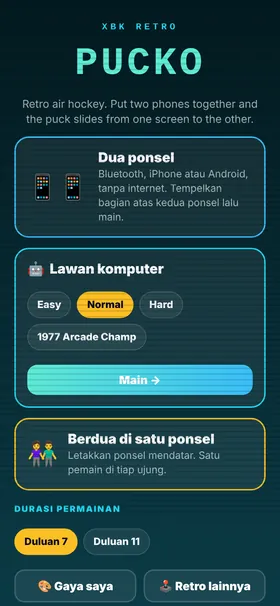 XBK RETRO
PUCKO
Retro air hockey. Put two phones together and
the puck slides from one screen to the other.
Dua ponsel
Bluetooth, iPhone atau Android,
tanpa internet. Tempelkan
bagian atas kedua ponsel lalu
main.
Lawan komputer
Easy Normal Hard
1977 Arcade Champ
Main →
Berdua di satu ponsel
Letakkan ponsel mendatar. Satu
pemain di tiap ujung.
DURASI PERMAINAN
Duluan 7 Duluan 11
Gaya saya Retro lainnya